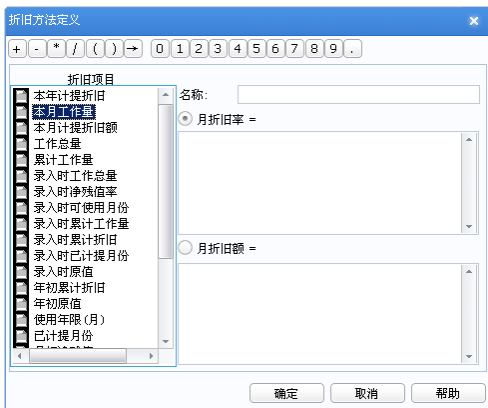 折旧方法定义
+ - * / ( ) → 0 1 2 3 4 5 6 7 8 9 .
折旧项目
本年计提折旧
本月工作量
本月计提折旧额
工作总量
累计工作量
录入时工作总量
录入时净残值率
录入时可使用月份
录入时累计工作量
录入时累计折旧
录入时已计提月份
录入时原值
年初累计折旧
年初原值
使用年限(月)
已计提月份
名称:
月折旧率 =
月折旧额 =
确定 取消 帮助